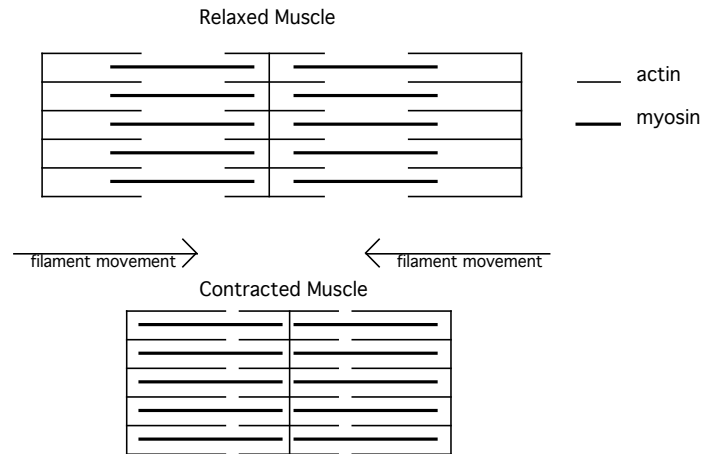 Relaxed Muscle
actin
myosin
filament movement
filament movement
Contracted Muscle